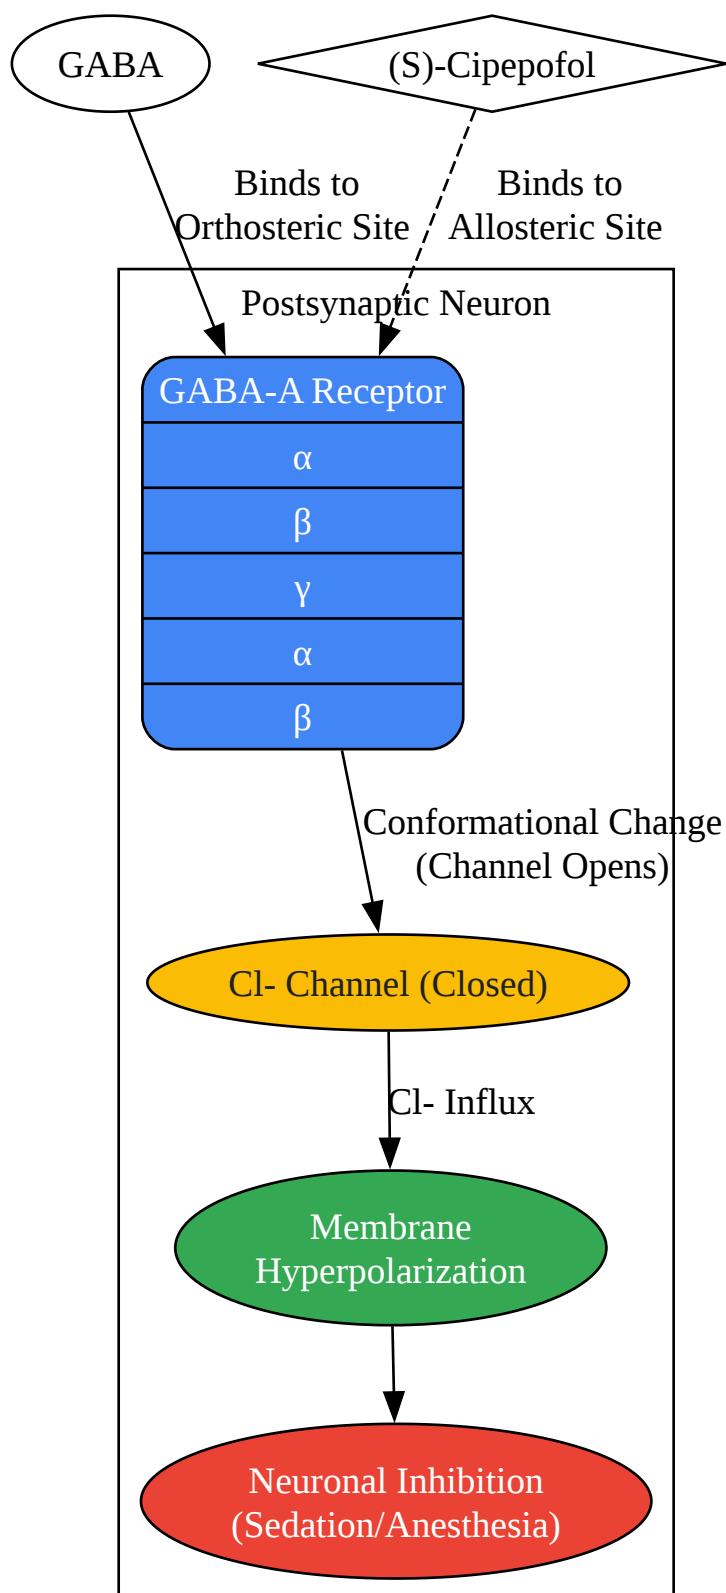 GABA
(S)-Cipepofol
Binds to
Orthosteric Site
Binds to
Allosteric Site
Postsynaptic Neuron
GABA-A Receptor
α
β
γ
α
β
Conformational Change
(Channel Opens)
Cl- Channel (Closed)
Cl- Influx
Membrane
Hyperpolarization
Neuronal Inhibition
(Sedation/Anesthesia)